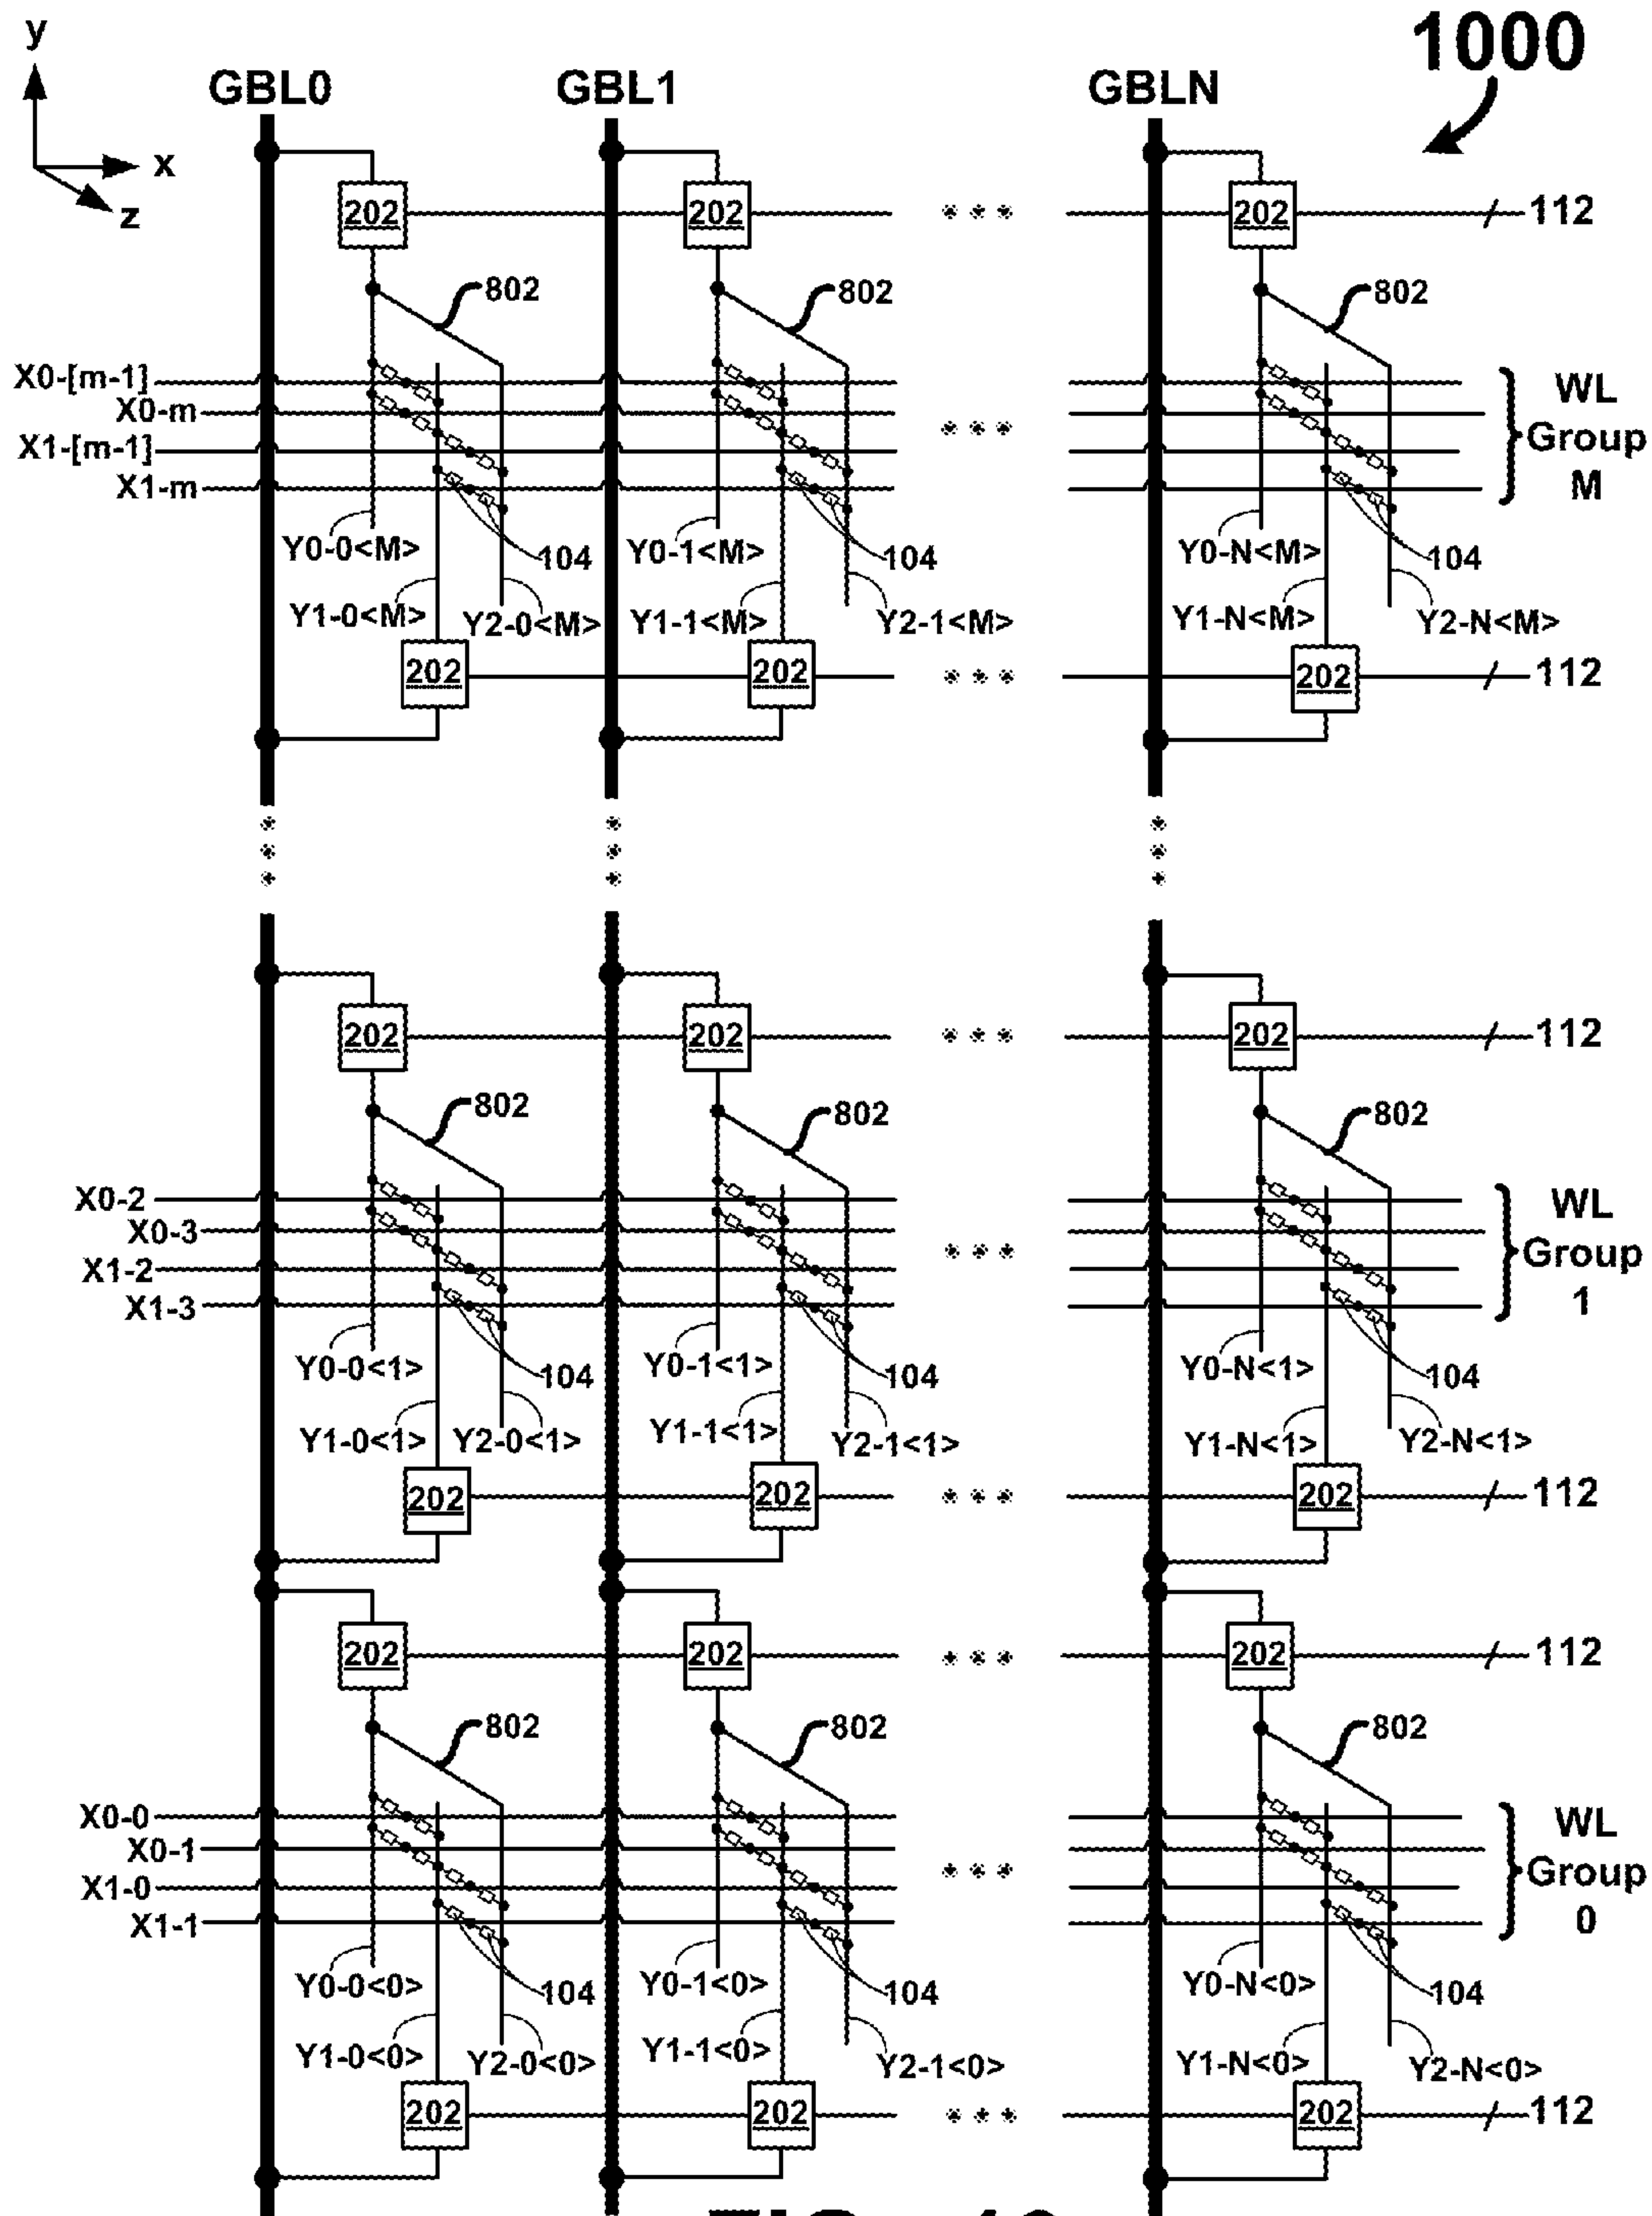 1000
y
x
z
GBL0 GBL1 GBLN
202 202 202 112
802 802 802
X0-[m-1]
X0-m
X1-[m-1]
X1-m
WL
Group
M
Y0-0<M> 104 Y0-1<M> 104 Y0-N<M> 104
Y1-0<M> Y2-0<M> Y1-1<M> Y2-1<M> Y1-N<M> Y2-N<M>
202 202 202 112
202 202 202 112
802 802 802
X0-2
X0-3
X1-2
X1-3
WL
Group
1
Y0-0<1> 104 Y0-1<1> 104 Y0-N<1> 104
Y1-0<1> Y2-0<1> Y1-1<1> Y2-1<1> Y1-N<1> Y2-N<1>
202 202 202 112
202 202 202 112
802 802 802
X0-0
X0-1
X1-0
X1-1
WL
Group
0
Y0-0<0> 104 Y0-1<0> 104 Y0-N<0> 104
Y1-0<0> Y2-0<0> Y1-1<0> Y2-1<0> Y1-N<0> Y2-N<0>
202 202 202 112